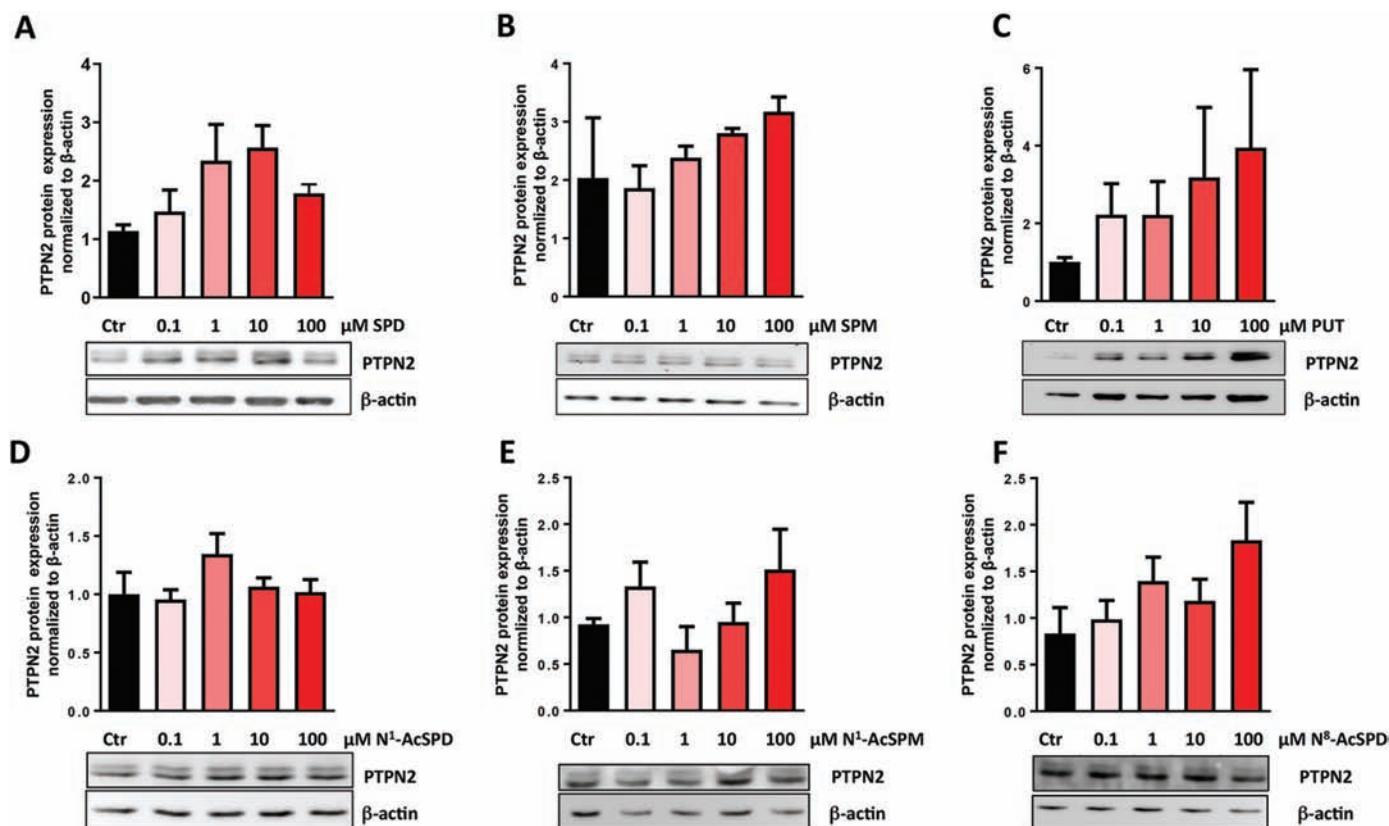 A
PTPN2 protein expression
normalized to β-actin
4
3
2
1
0
Ctr 0.1 1 10 100 μM SPD
PTPN2
β-actin
B
PTPN2 protein expression
normlized to β-actin
4
3
2
1
0
Ctr 0.1 1 10 100 μM SPM
PTPN2
β-actin
C
PTPN2 protein expression
normlized to β-actin
6
4
2
0
Ctr 0.1 1 10 100 μM PUT
PTPN2
β-actin
D
PTPN2 protein expression
normalized to β-actin
2.0
1.5
1.0
0.5
0.0
Ctr 0.1 1 10 100 μM N¹-AcSPD
PTPN2
β-actin
E
PTPN2 protein expression
normlized to β-actin
2.5
2.0
1.5
1.0
0.5
0.0
Ctr 0.1 1 10 100 μM N¹-AcSPM
PTPN2
β-actin
F
PTPN2 protein expression
normlized to β-actin
2.5
2.0
1.5
1.0
0.5
0.0
Ctr 0.1 1 10 100 μM N⁸-AcSPD
PTPN2
β-actin